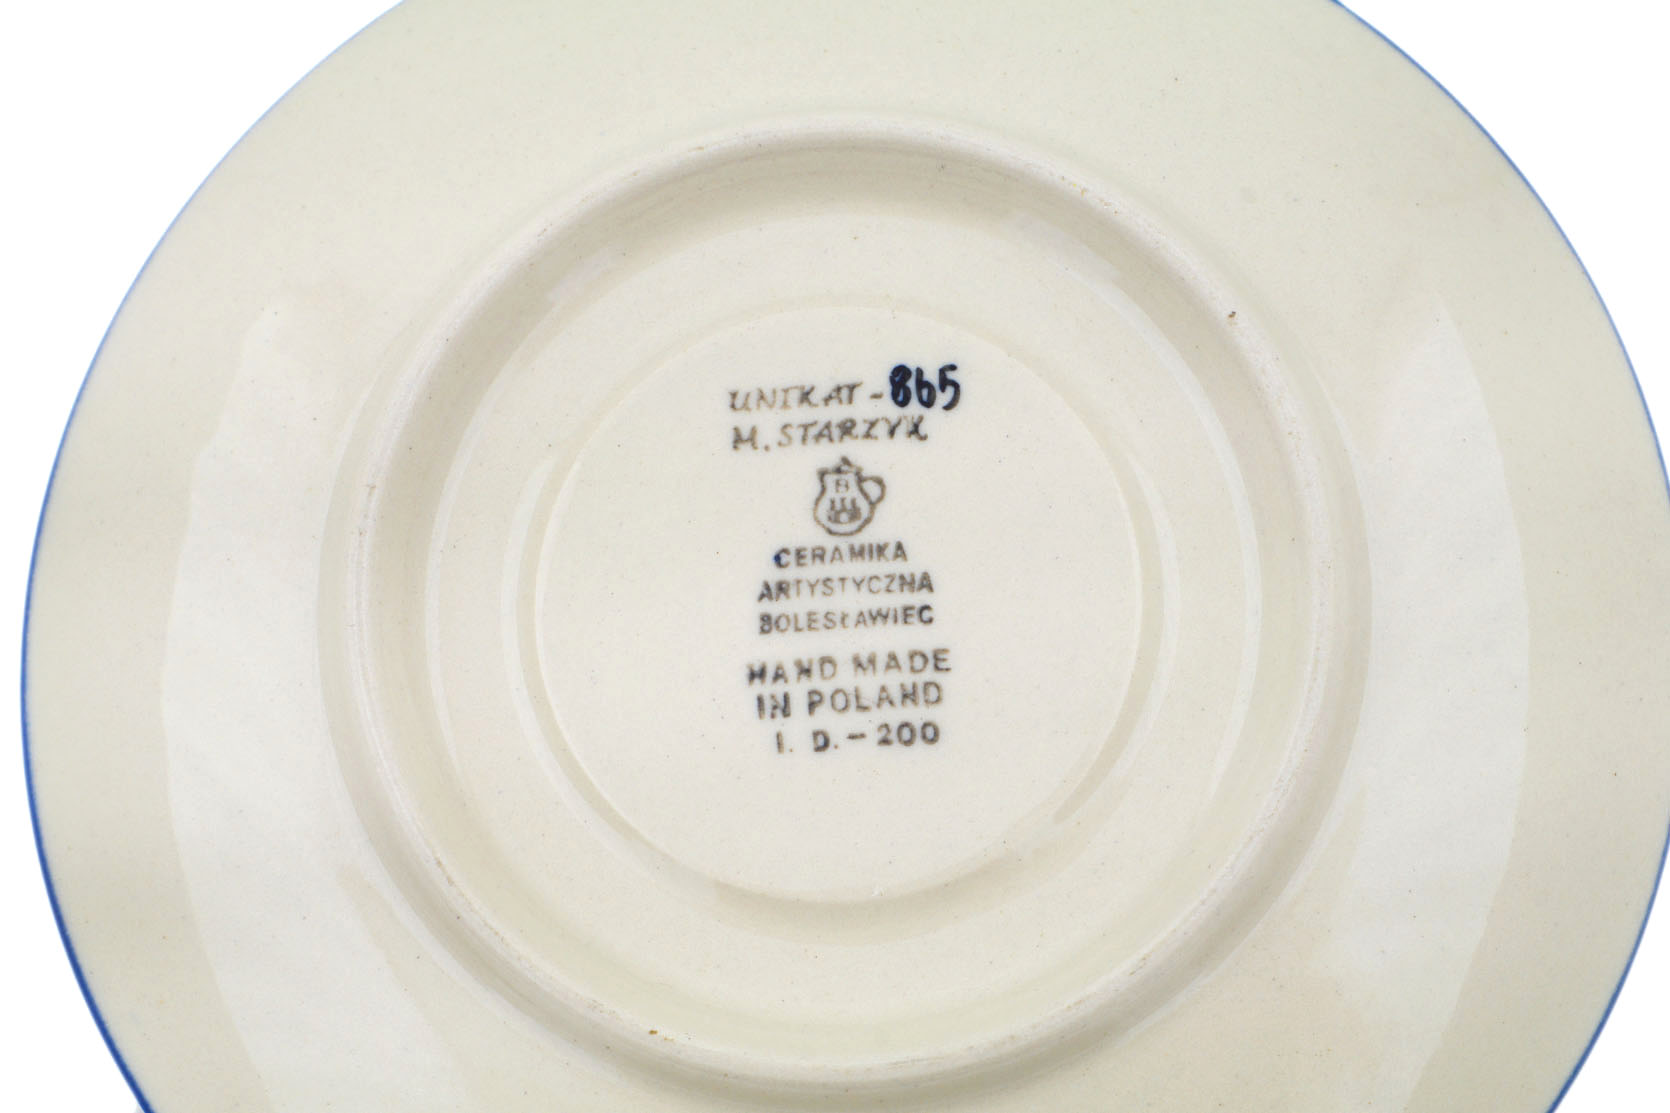 UNIKAT - 865
M. STARZYK
B
CERAMIKA
ARTYSTYCZNA
BOLESŁAWIEC
HAND MADE
IN POLAND
I. D. - 200